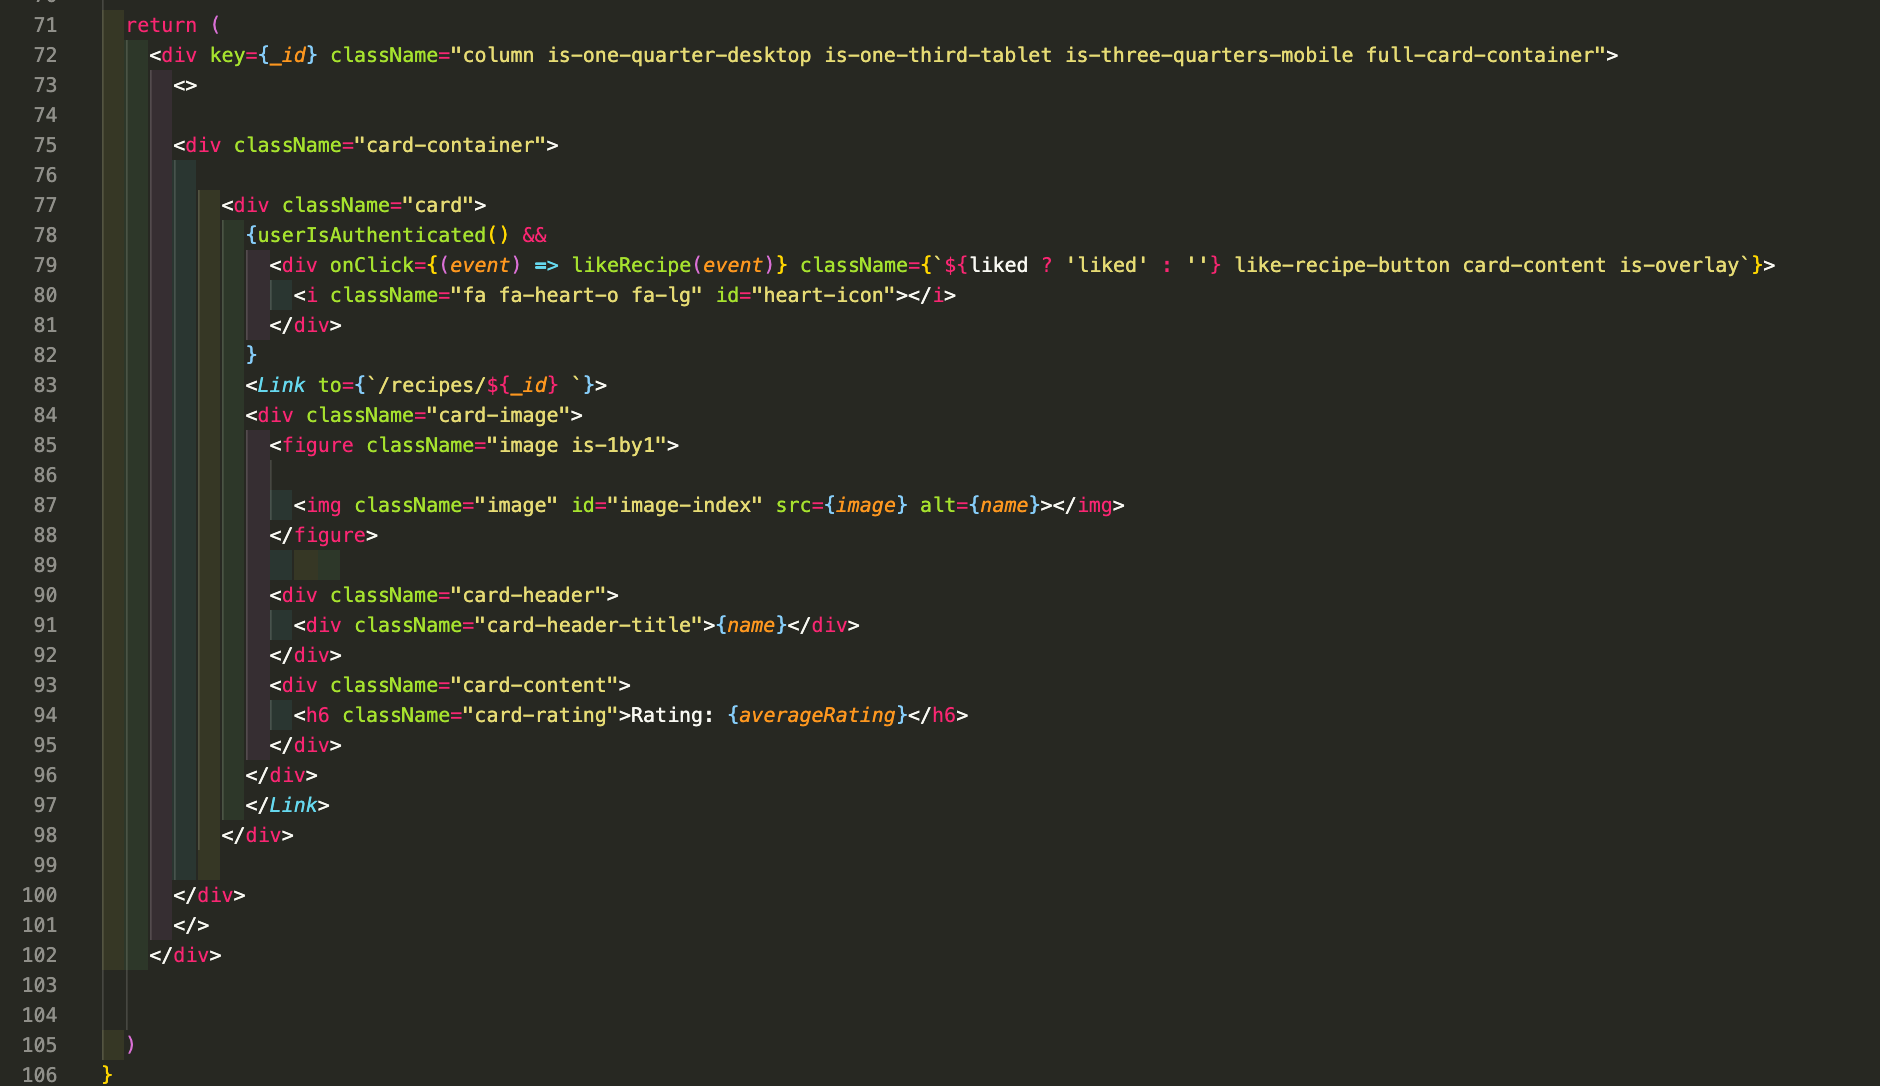 71 return (
72 <div key={_id} className="column is-one-quarter-desktop is-one-third-tablet is-three-quarters-mobile full-card-container">
73 <>
74
75 <div className="card-container">
76
77 <div className="card">
78 {userIsAuthenticated() &&
79 <div onClick={(event) => likeRecipe(event)} className={`${liked ? 'liked' : ''} like-recipe-button card-content is-overlay`}>
80 <i className="fa fa-heart-o fa-lg" id="heart-icon"></i>
81 </div>
82 }
83 <Link to={`/recipes/${_id} `}>
84 <div className="card-image">
85 <figure className="image is-1by1">
86
87 <img className="image" id="image-index" src={image} alt={name}></img>
88 </figure>
89
90 <div className="card-header">
91 <div className="card-header-title">{name}</div>
92 </div>
93 <div className="card-content">
94 <h6 className="card-rating">Rating: {averageRating}</h6>
95 </div>
96 </div>
97 </Link>
98 </div>
99
100 </div>
101 </>
102 </div>
103
104
105 )
106 }